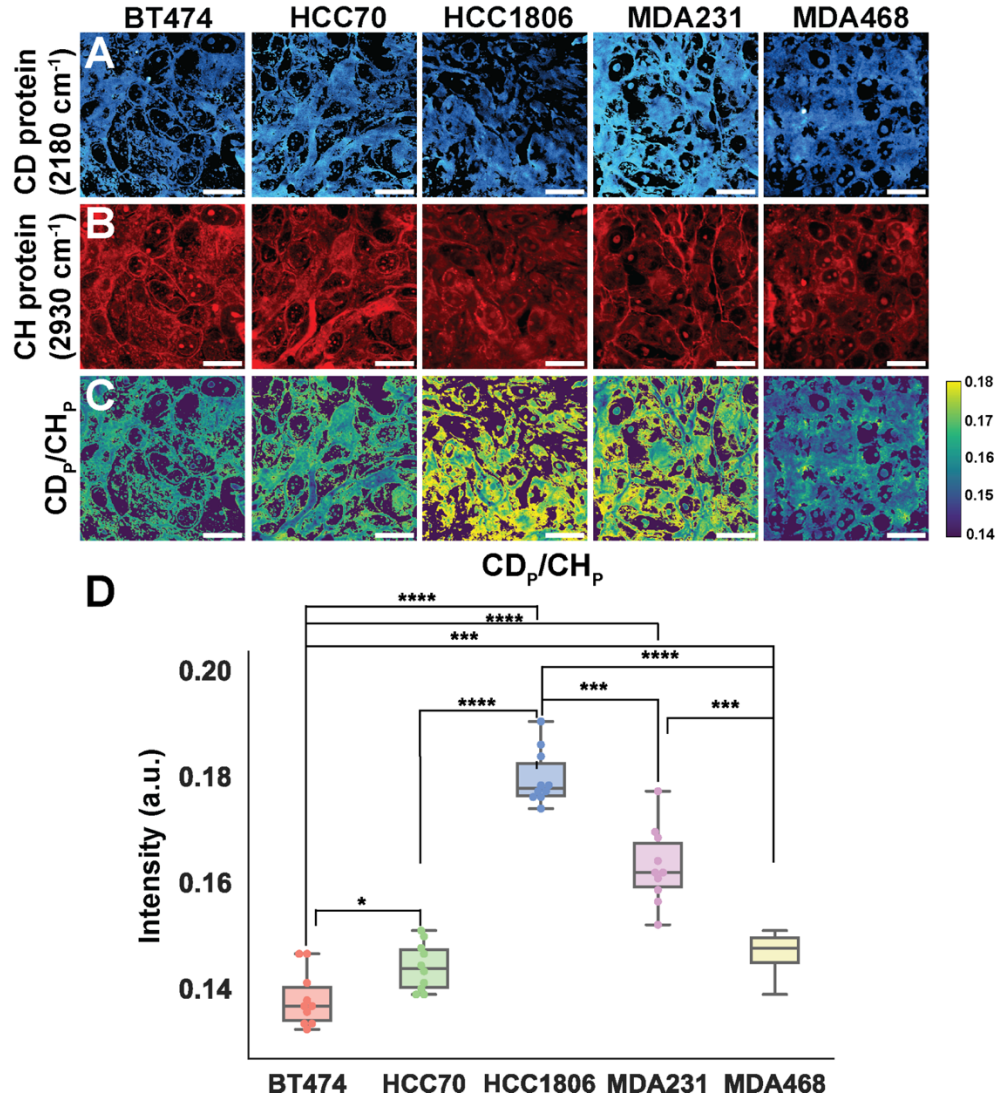 BT474 HCC70 HCC1806 MDA231 MDA468
A
CD protein
(2180 cm⁻¹)
B
CH protein
(2930 cm⁻¹)
C
CDₚ/CHₚ
0.18
0.17
0.16
0.15
0.14
D
CDₚ/CHₚ
****
****
***
****
***
****
***
*
Intensity (a.u.)
0.20
0.18
0.16
0.14
BT474 HCC70 HCC1806 MDA231 MDA468